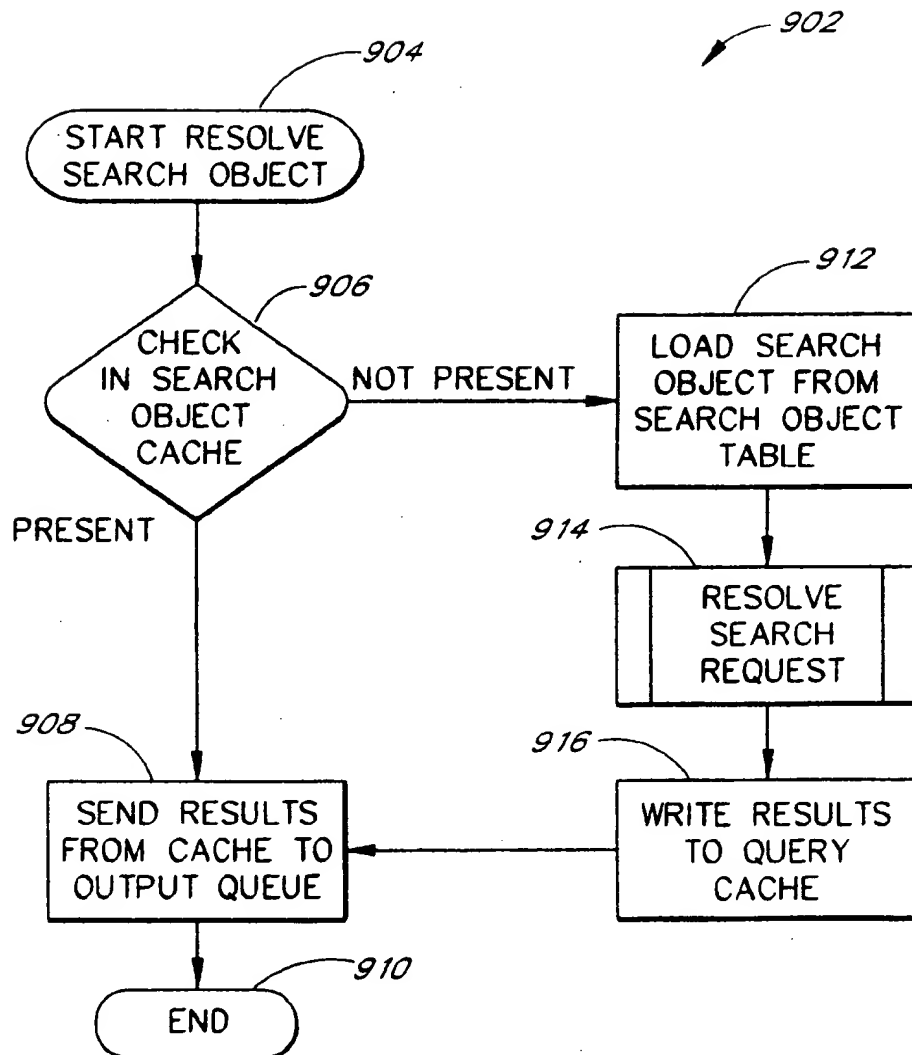 902
904
START RESOLVE
SEARCH OBJECT
906
CHECK
IN SEARCH
OBJECT
CACHE
NOT PRESENT
PRESENT
912
LOAD SEARCH
OBJECT FROM
SEARCH OBJECT
TABLE
914
RESOLVE
SEARCH
REQUEST
916
WRITE RESULTS
TO QUERY
CACHE
908
SEND RESULTS
FROM CACHE TO
OUTPUT QUEUE
910
END